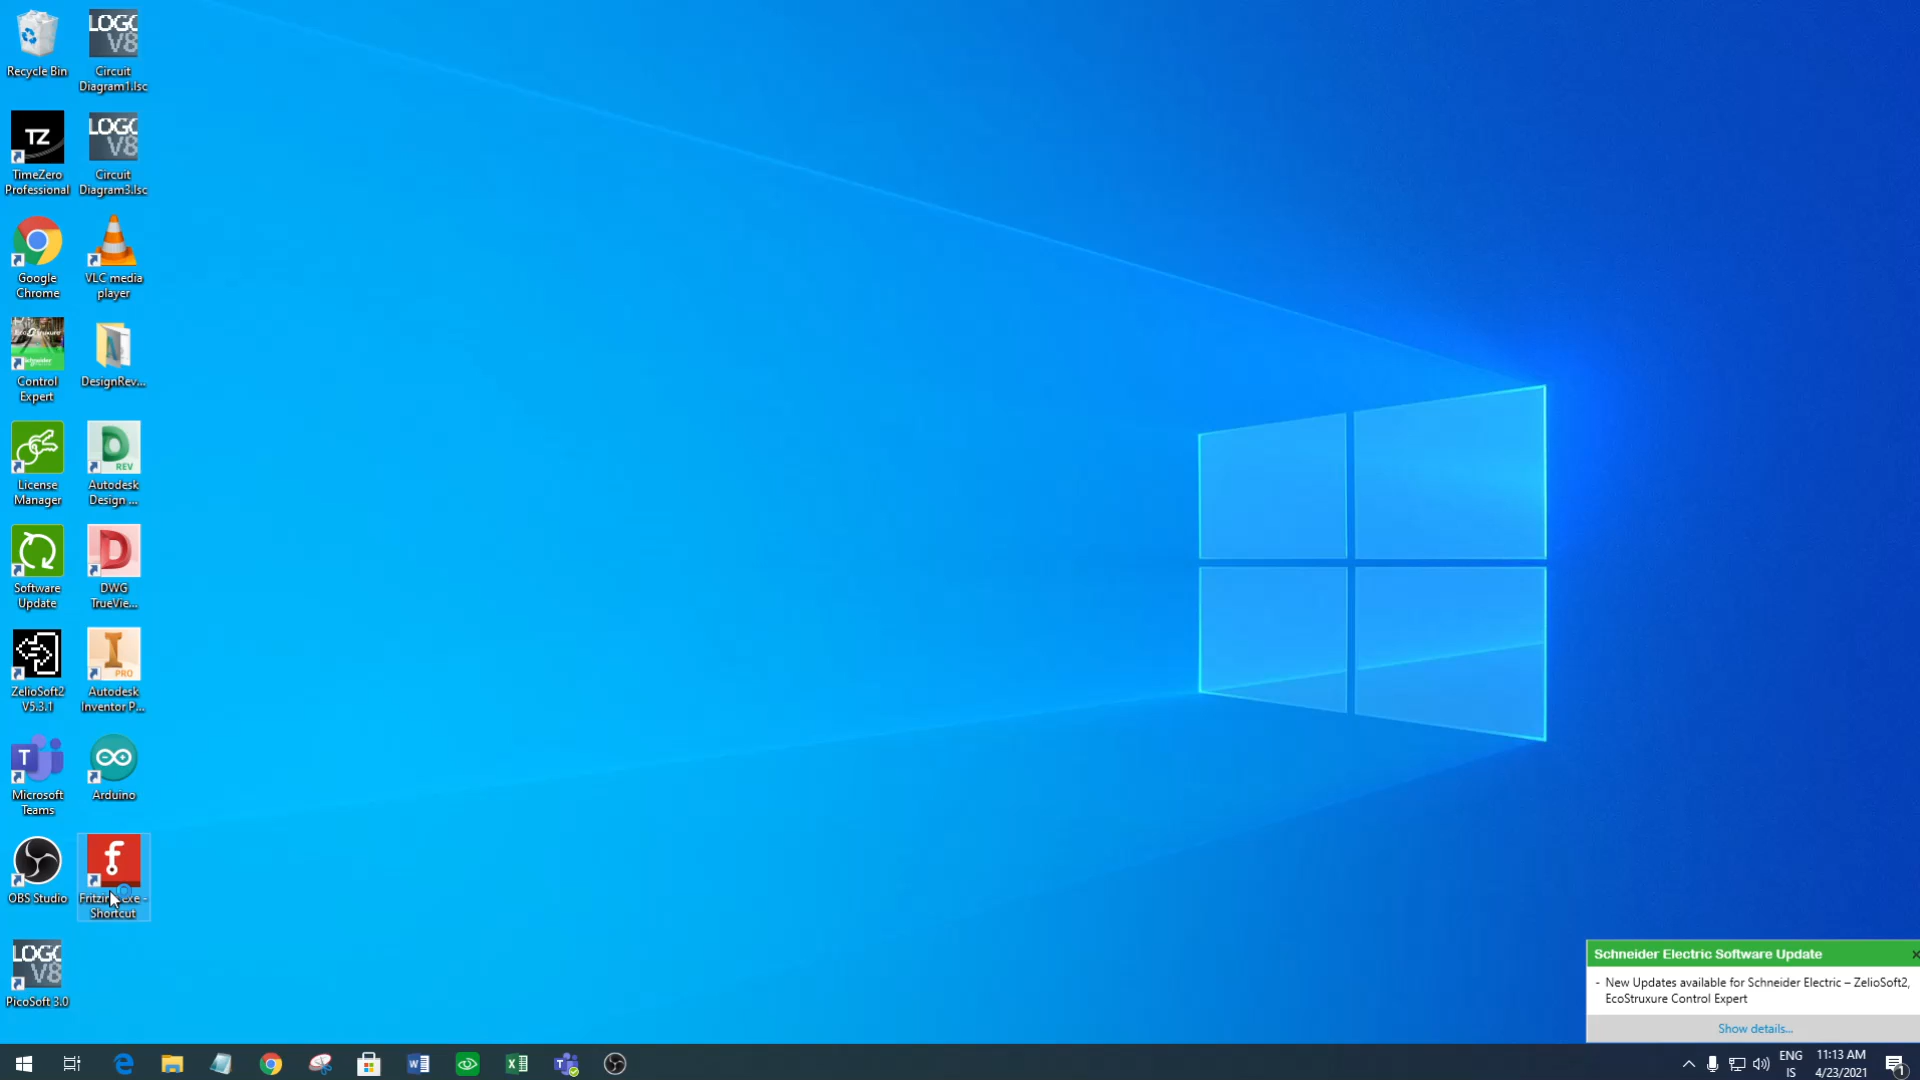 Recycle Bin
LOGO
V8
Circuit
Diagram1.lsc
TZ
TimeZero
Professional
LOGO
V8
Circuit
Diagram3.lsc
Google
Chrome
VLC media
player
Control
Expert
DesignRev...
License
Manager
D
REV
Autodesk
Design ...
Software
Update
D
DWG
TrueVie...
ZelioSoft2
V5.3.1
I
PRO
Autodesk
Inventor P...
T
Microsoft
Teams
Arduino
OBS Studio
f
Shortcut
LOGO
V8
PicoSoft 3.0
Schneider Electric Software Update
- New Updates available for Schneider Electric – ZelioSoft2,
EcoStruxure Control Expert
Show details...
ENG
IS
11:13 AM
4/23/2021
1